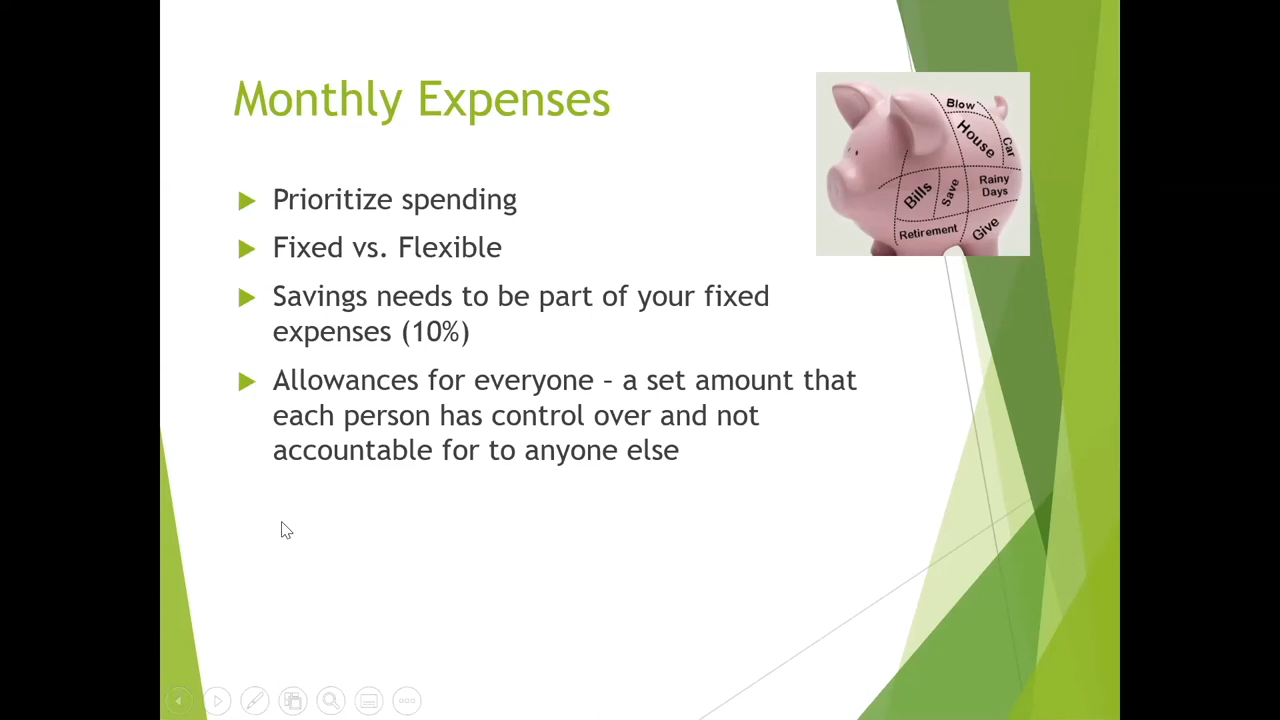 Monthly Expenses
Prioritize spending
Fixed vs. Flexible
Savings needs to be part of your fixed
expenses (10%)
Allowances for everyone – a set amount that
each person has control over and not
accountable for to anyone else
Blow
House
Car
Bills
Save
Rainy
Days
Retirement
Give